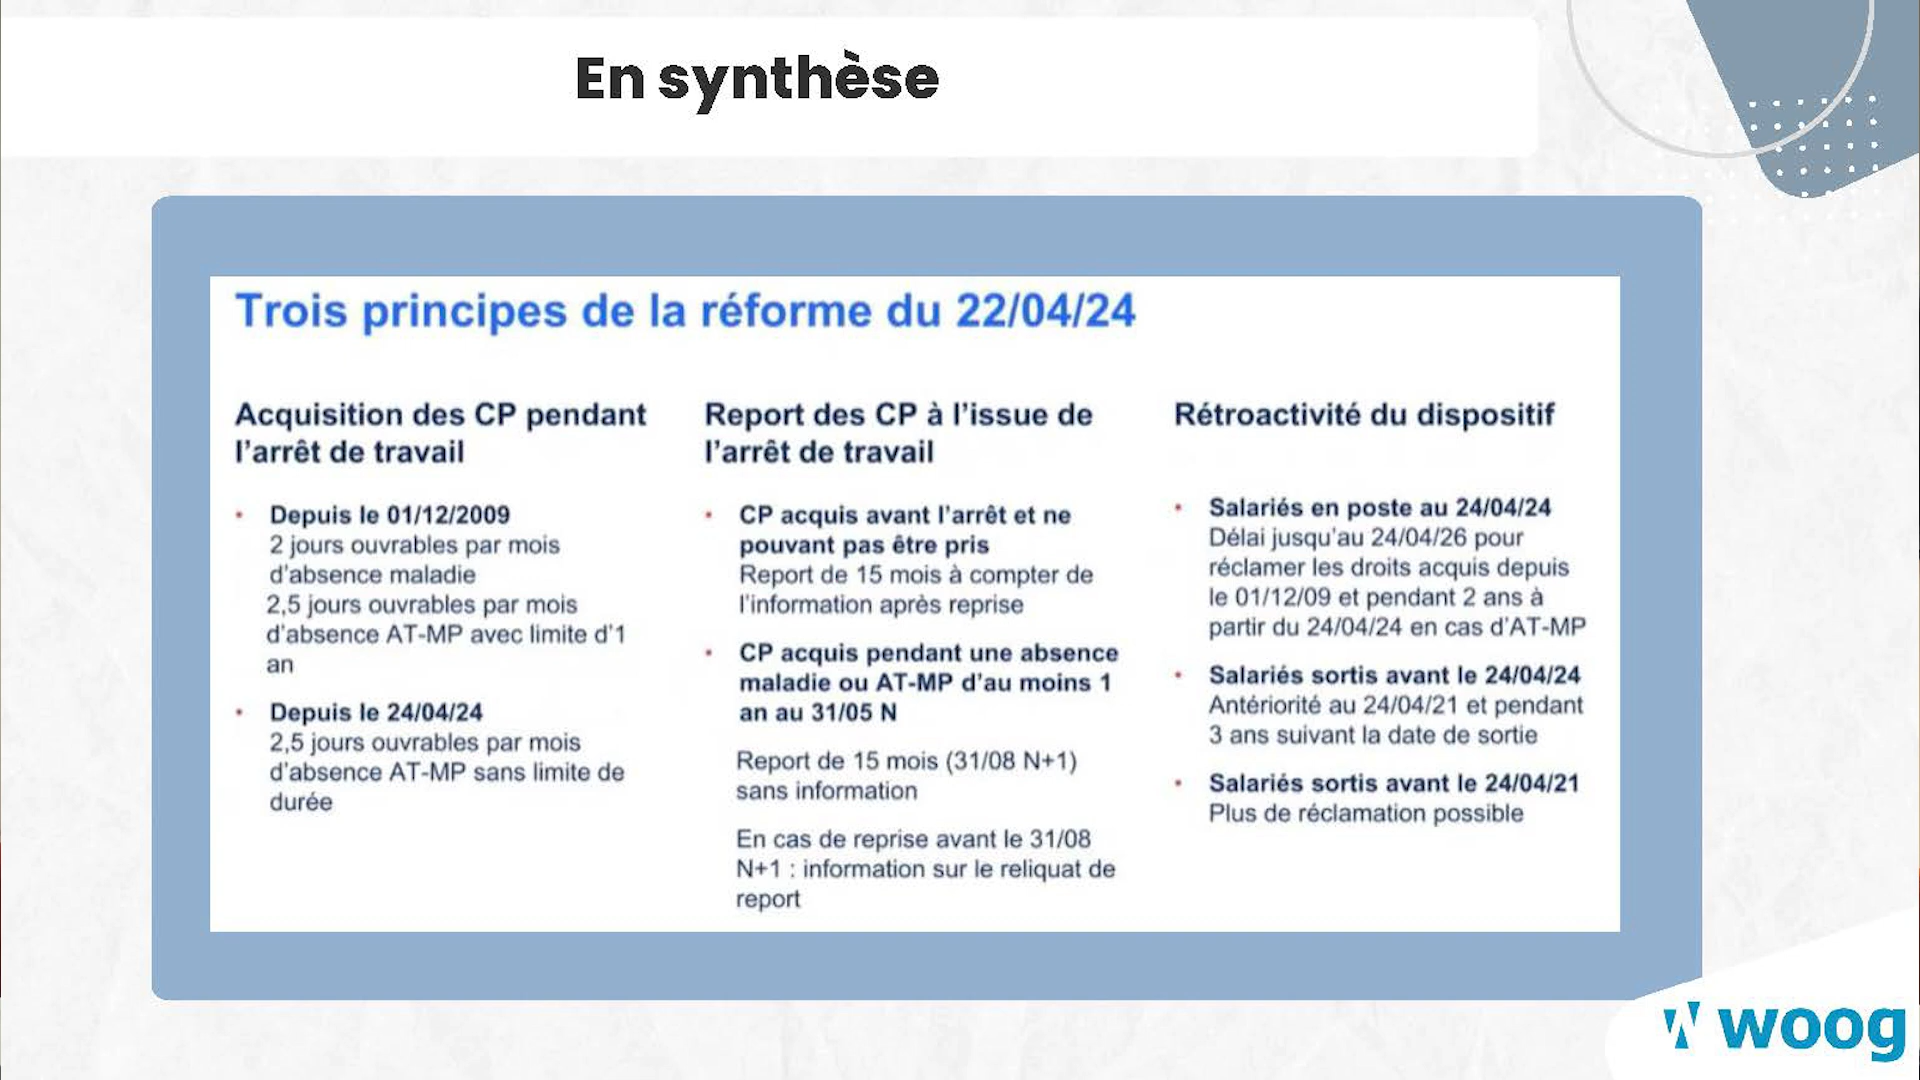 En synthèse
Trois principes de la réforme du 22/04/24
Acquisition des CP pendant
l'arrêt de travail
• Depuis le 01/12/2009
2 jours ouvrables par mois
d'absence maladie
2,5 jours ouvrables par mois
d'absence AT-MP avec limite d'1
an
• Depuis le 24/04/24
2,5 jours ouvrables par mois
d'absence AT-MP sans limite de
durée
Report des CP à l'issue de
l'arrêt de travail
• CP acquis avant l'arrêt et ne
pouvant pas être pris
Report de 15 mois à compter de
l'information après reprise
• CP acquis pendant une absence
maladie ou AT-MP d'au moins 1
an au 31/05 N
Report de 15 mois (31/08 N+1)
sans information
En cas de reprise avant le 31/08
N+1 : information sur le reliquat de
report
Rétroactivité du dispositif
• Salariés en poste au 24/04/24
Délai jusqu'au 24/04/26 pour
réclamer les droits acquis depuis
le 01/12/09 et pendant 2 ans à
partir du 24/04/24 en cas d'AT-MP
• Salariés sortis avant le 24/04/24
Antériorité au 24/04/21 et pendant
3 ans suivant la date de sortie
• Salariés sortis avant le 24/04/21
Plus de réclamation possible
woog